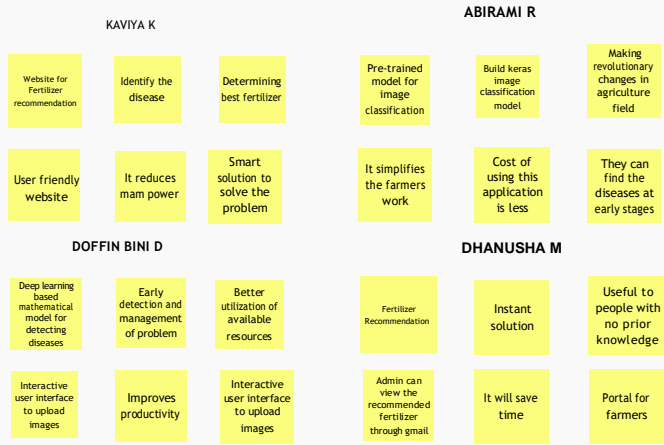 KAVIYA K
Website for
Fertilizer
recommendation
Identify the
disease
Determining
best fertilizer
User friendly
website
It reduces
mam power
Smart
solution to
solve the
problem
ABIRAMI R
Pre-trained
model for
image
classification
Build keras
image
classification
model
Making
revolutionary
changes in
agriculture
field
It simplifies
the farmers
work
Cost of
using this
application
is less
They can
find the
diseases at
early stages
DOFFIN BINI D
Deep learning
based
mathematical
model for
detecting
diseases
Early
detection and
management
of problem
Better
utilization of
available
resources
Interactive
user interface
to upload
images
Improves
productivity
Interactive
user interface
to upload
images
DHANUSHA M
Fertilizer
Recommendation
Instant
solution
Useful to
people with
no prior
knowledge
Admin can
view the
recommended
fertilizer
through gmail
It will save
time
Portal for
farmers